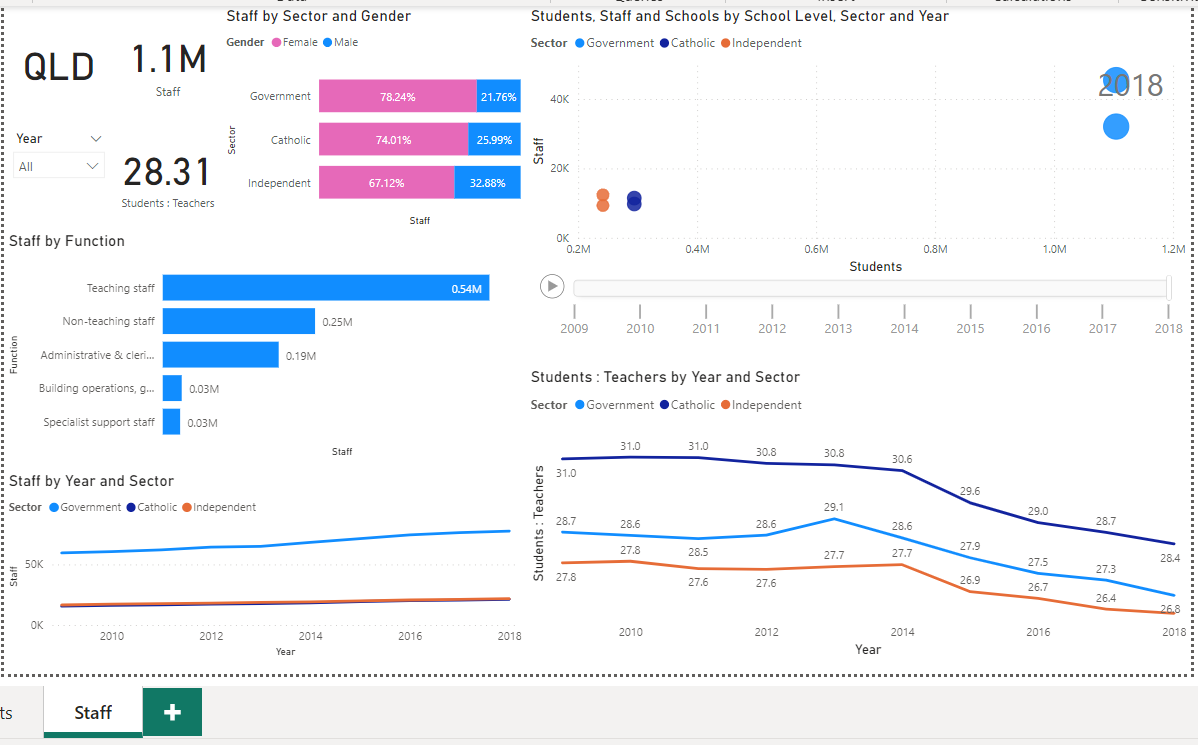 QLD
1.1M
Staff
Year
All
28.31
Students : Teachers
Staff by Sector and Gender
Gender Female Male
Sector
Government 78.24% 21.76%
Catholic 74.01% 25.99%
Independent 67.12% 32.88%
Staff
Staff by Function
Function
Teaching staff 0.54M
Non-teaching staff 0.25M
Administrative & cleri... 0.19M
Building operations, g... 0.03M
Specialist support staff 0.03M
Staff
Staff by Year and Sector
Sector Government Catholic Independent
Staff
50K
0K
2010 2012 2014 2016 2018
Year
Students, Staff and Schools by School Level, Sector and Year
Sector Government Catholic Independent
2018
Staff
40K
20K
0K
0.2M 0.4M 0.6M 0.8M 1.0M 1.2M
Students
2009 2010 2011 2012 2013 2014 2015 2016 2017 2018
Students : Teachers by Year and Sector
Sector Government Catholic Independent
Students : Teachers
31.0 31.0 31.0 30.8 30.8 30.6 29.6 29.0 28.7 28.4
28.7 28.6 28.5 28.6 29.1 28.6 27.9 27.5 27.3
27.8 27.8 27.6 27.6 27.7 27.7 26.9 26.7 26.4 26.8
2010 2012 2014 2016 2018
Year
ts
Staff
+